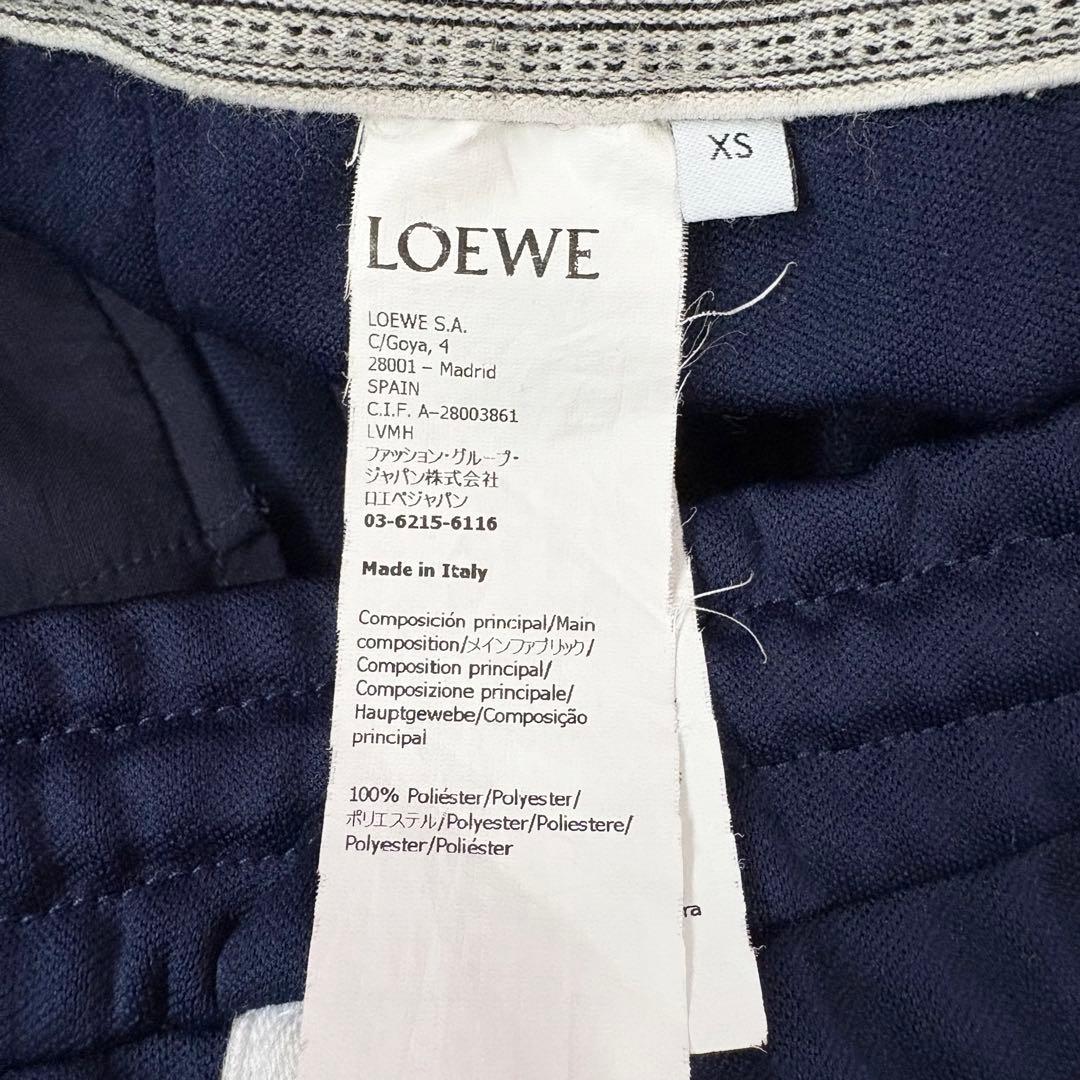 XS
LOEWE
LOEWE S.A.
C/Goya, 4
28001 – Madrid
SPAIN
C.I.F. A-28003861
LVMH
ファッション・グループ・
ジャパン株式会社
ロエベジャパン
03-6215-6116
Made in Italy
Composición principal/Main
composition/メインファブリック/
Composition principal/
Composizione principale/
Hauptgewebe/Composição
principal
100% Poliéster/Polyester/
ポリエステル/Polyester/Poliestere/
Polyester/Poliéster
ra